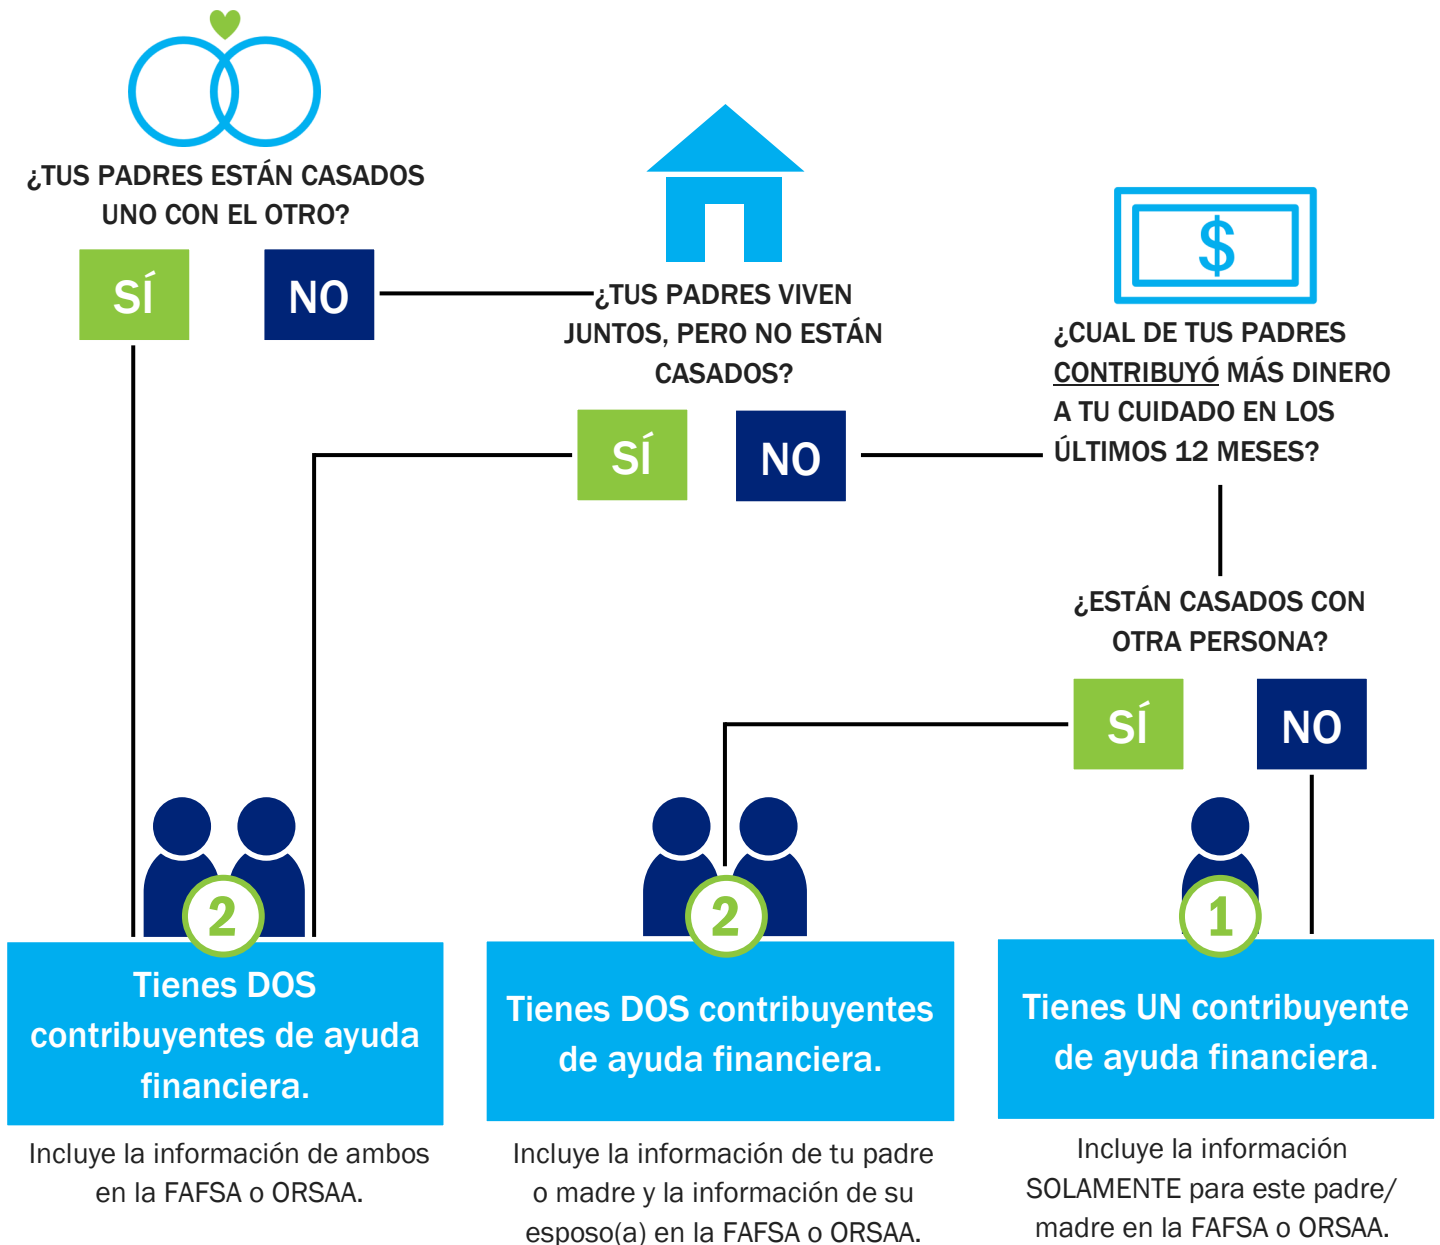 ¿TUS PADRES ESTÁN CASADOS
UNO CON EL OTRO?
SÍ
NO
¿TUS PADRES VIVEN
JUNTOS, PERO NO ESTÁN
CASADOS?
SÍ
NO
$
¿CUAL DE TUS PADRES
CONTRIBUYÓ MÁS DINERO
A TU CUIDADO EN LOS
ÚLTIMOS 12 MESES?
¿ESTÁN CASADOS CON
OTRA PERSONA?
SÍ
NO
2
Tienes DOS
contribuyentes de ayuda
financiera.
Incluye la información de ambos
en la FAFSA o ORSAA.
2
Tienes DOS contribuyentes
de ayuda financiera.
Incluye la información de tu padre
o madre y la información de su
esposo(a) en la FAFSA o ORSAA.
1
Tienes UN contribuyente
de ayuda financiera.
Incluye la información
SOLAMENTE para este padre/
madre en la FAFSA o ORSAA.